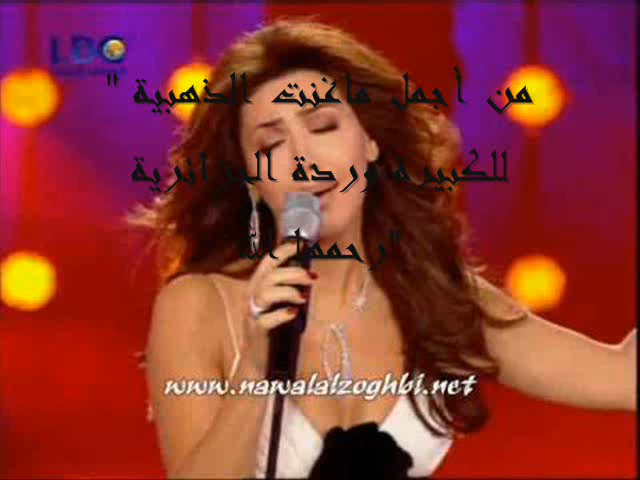 LBC
" من أجمل ماغنت الذهبية
للكبيرة وردة الجزائرية
رحمها الله"
www.nawalalzoghbi.net